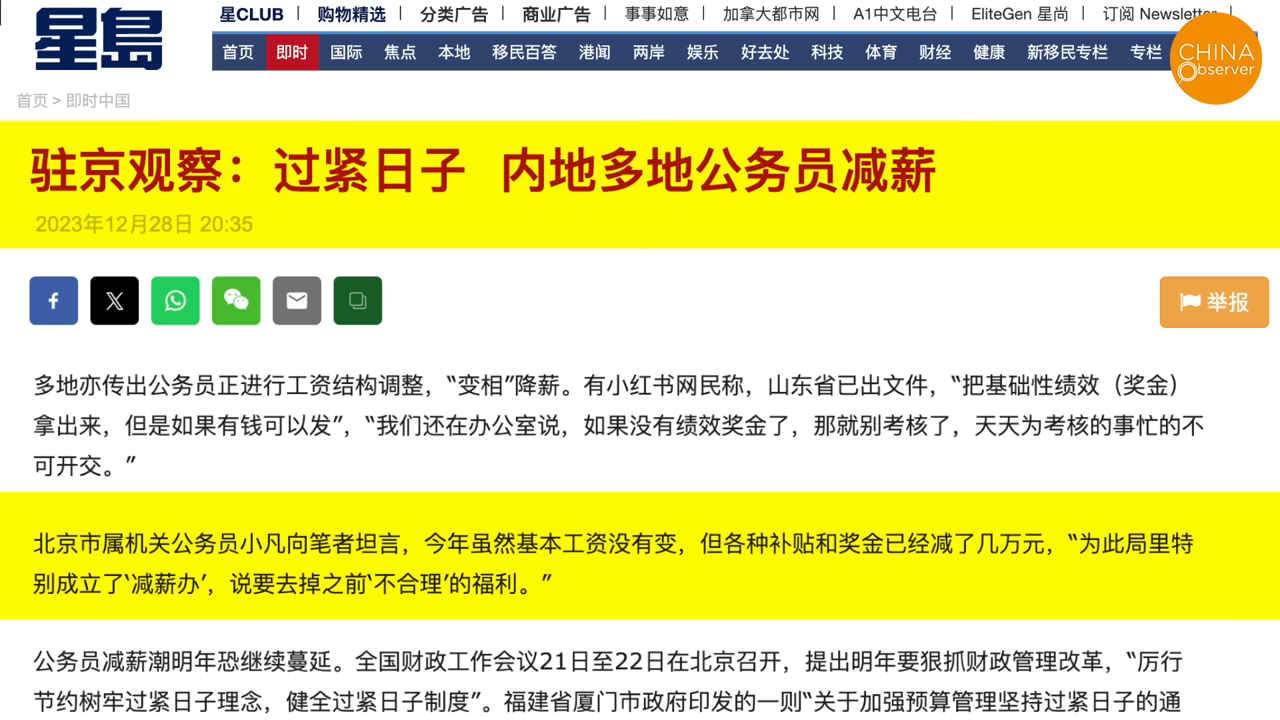 星島
星CLUB | 购物精选 | 分类广告 | 商业广告 | 事事如意 | 加拿大都市网 | A1中文电台 | EliteGen 星尚 | 订阅 Newsletter |
首页 即时 国际 焦点 本地 移民百答 港闻 两岸 娱乐 好去处 科技 体育 财经 健康 新移民专栏 专栏
CHINA
Observer
首页 > 即时中国
驻京观察：过紧日子 内地多地公务员减薪
2023年12月28日 20:35
举报
多地亦传出公务员正进行工资结构调整，“变相”降薪。有小红书网民称，山东省已出文件，“把基础性绩效（奖金）
拿出来，但是如果有钱可以发”，“我们还在办公室说，如果没有绩效奖金了，那就别考核了，天天为考核的事忙的不
可开交。”
北京市属机关公务员小凡向笔者坦言，今年虽然基本工资没有变，但各种补贴和奖金已经减了几万元，“为此局里特
别成立了‘减薪办’，说要去掉之前‘不合理’的福利。”
公务员减薪潮明年恐继续蔓延。全国财政工作会议21日至22日在北京召开，提出明年要狠抓财政管理改革，“厉行
节约树牢过紧日子理念，健全过紧日子制度”。福建省厦门市政府印发的一则“关于加强预算管理坚持过紧日子的通